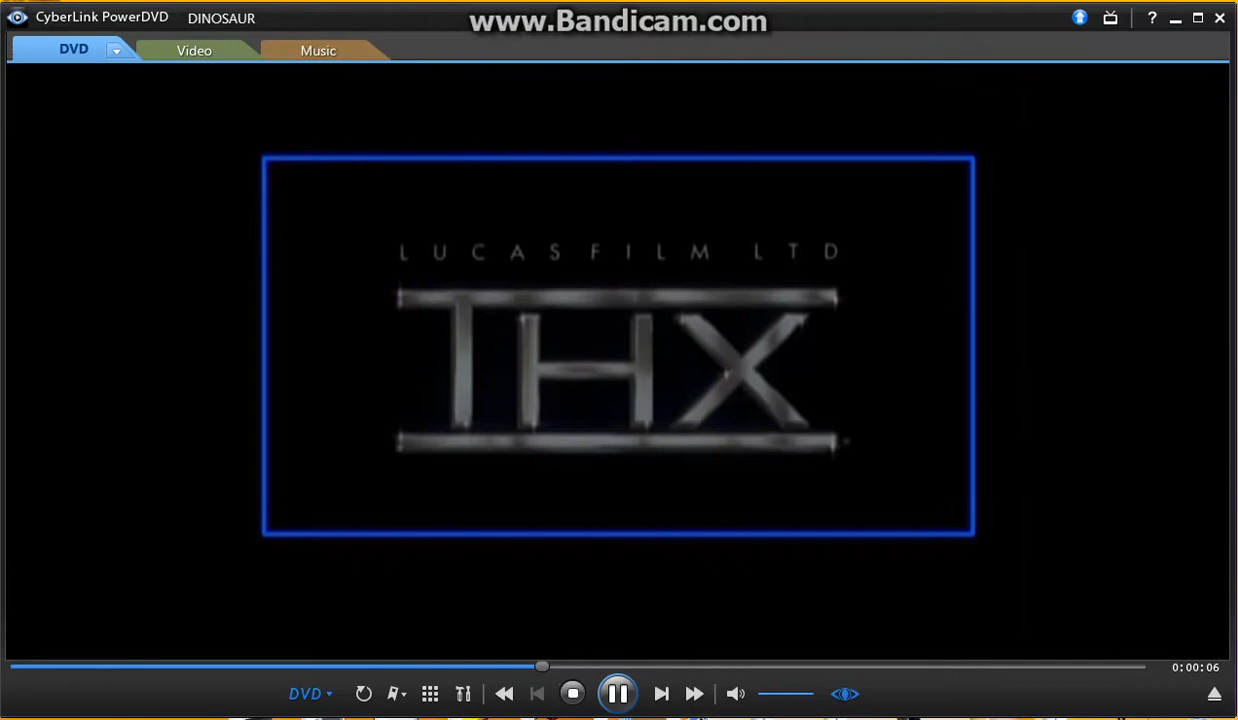 CyberLink PowerDVD DINOSAUR
www.Bandicam.com
?
DVD Video Music
LUCASFILM LTD
THX
0:00:06
DVD